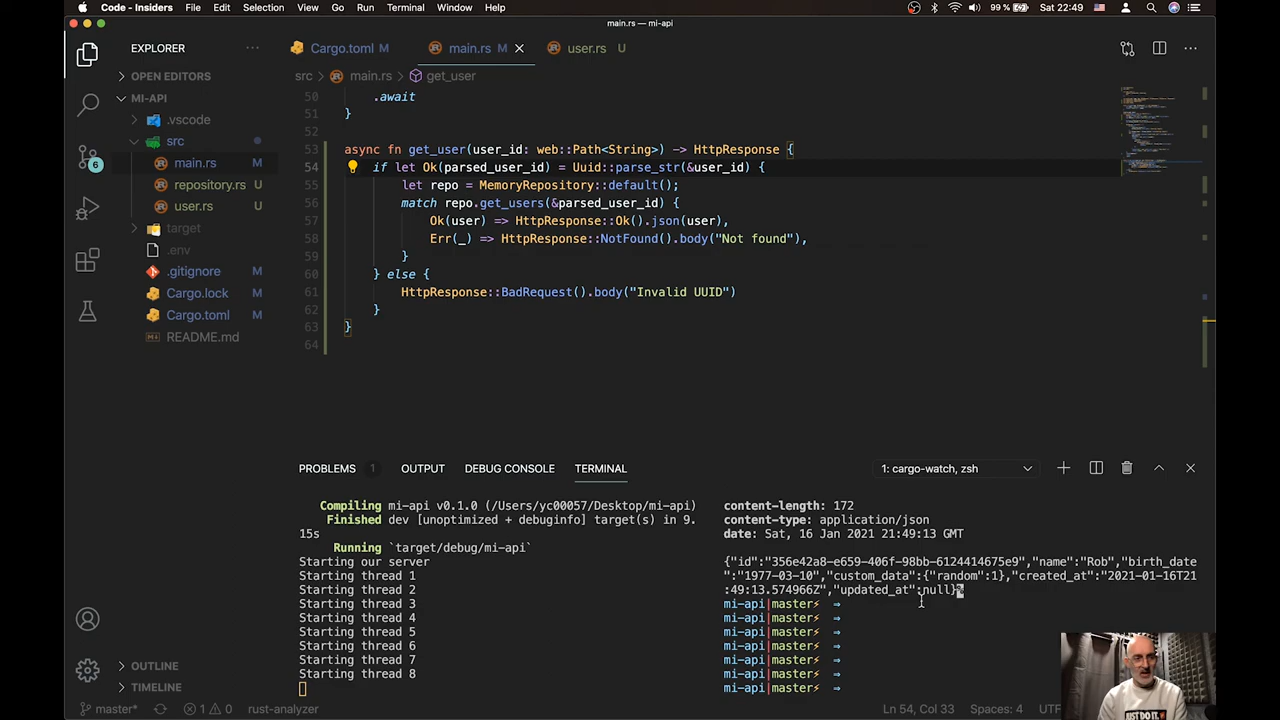 Code - Insiders File Edit Selection View Go Run Terminal Window Help 99 % Sat 22:49
main.rs — mi-api
EXPLORER
Cargo.toml M
main.rs M
user.rs U
OPEN EDITORS
MI-API
.vscode
src
main.rs M
repository.rs U
user.rs U
target
.env
.gitignore M
Cargo.lock M
Cargo.toml M
README.md
6
OUTLINE
TIMELINE
src > main.rs > get_user
50 .await
51 }
52
53 async fn get_user(user_id: web::Path<String>) -> HttpResponse {
54 if let Ok(parsed_user_id) = Uuid::parse_str(&user_id) {
55 let repo = MemoryRepository::default();
56 match repo.get_users(&parsed_user_id) {
57 Ok(user) => HttpResponse::Ok().json(user),
58 Err(_) => HttpResponse::NotFound().body("Not found"),
59 }
60 } else {
61 HttpResponse::BadRequest().body("Invalid UUID")
62 }
63 }
64
PROBLEMS 1 OUTPUT DEBUG CONSOLE TERMINAL
1: cargo-watch, zsh
Compiling mi-api v0.1.0 (/Users/yc00057/Desktop/mi-api)
Finished dev [unoptimized + debuginfo] target(s) in 9.
15s
Running `target/debug/mi-api`
Starting our server
Starting thread 1
Starting thread 2
Starting thread 3
Starting thread 4
Starting thread 5
Starting thread 6
Starting thread 7
Starting thread 8
content-length: 172
content-type: application/json
date: Sat, 16 Jan 2021 21:49:13 GMT
{"id":"356e42a8-e659-406f-98bb-6124414675e9","name":"Rob","birth_date
":"1977-03-10","custom_data":{"random":1},"created_at":"2021-01-16T21
:49:13.574966Z","updated_at":null}%
mi-api|master⚡ ⇒
mi-api|master⚡ ⇒
mi-api|master⚡ ⇒
mi-api|master⚡ ⇒
mi-api|master⚡ ⇒
mi-api|master⚡ ⇒
mi-api|master⚡ ⇒
JUST DO IT.
master* 1 0 rust-analyzer
Ln 54, Col 33 Spaces: 4